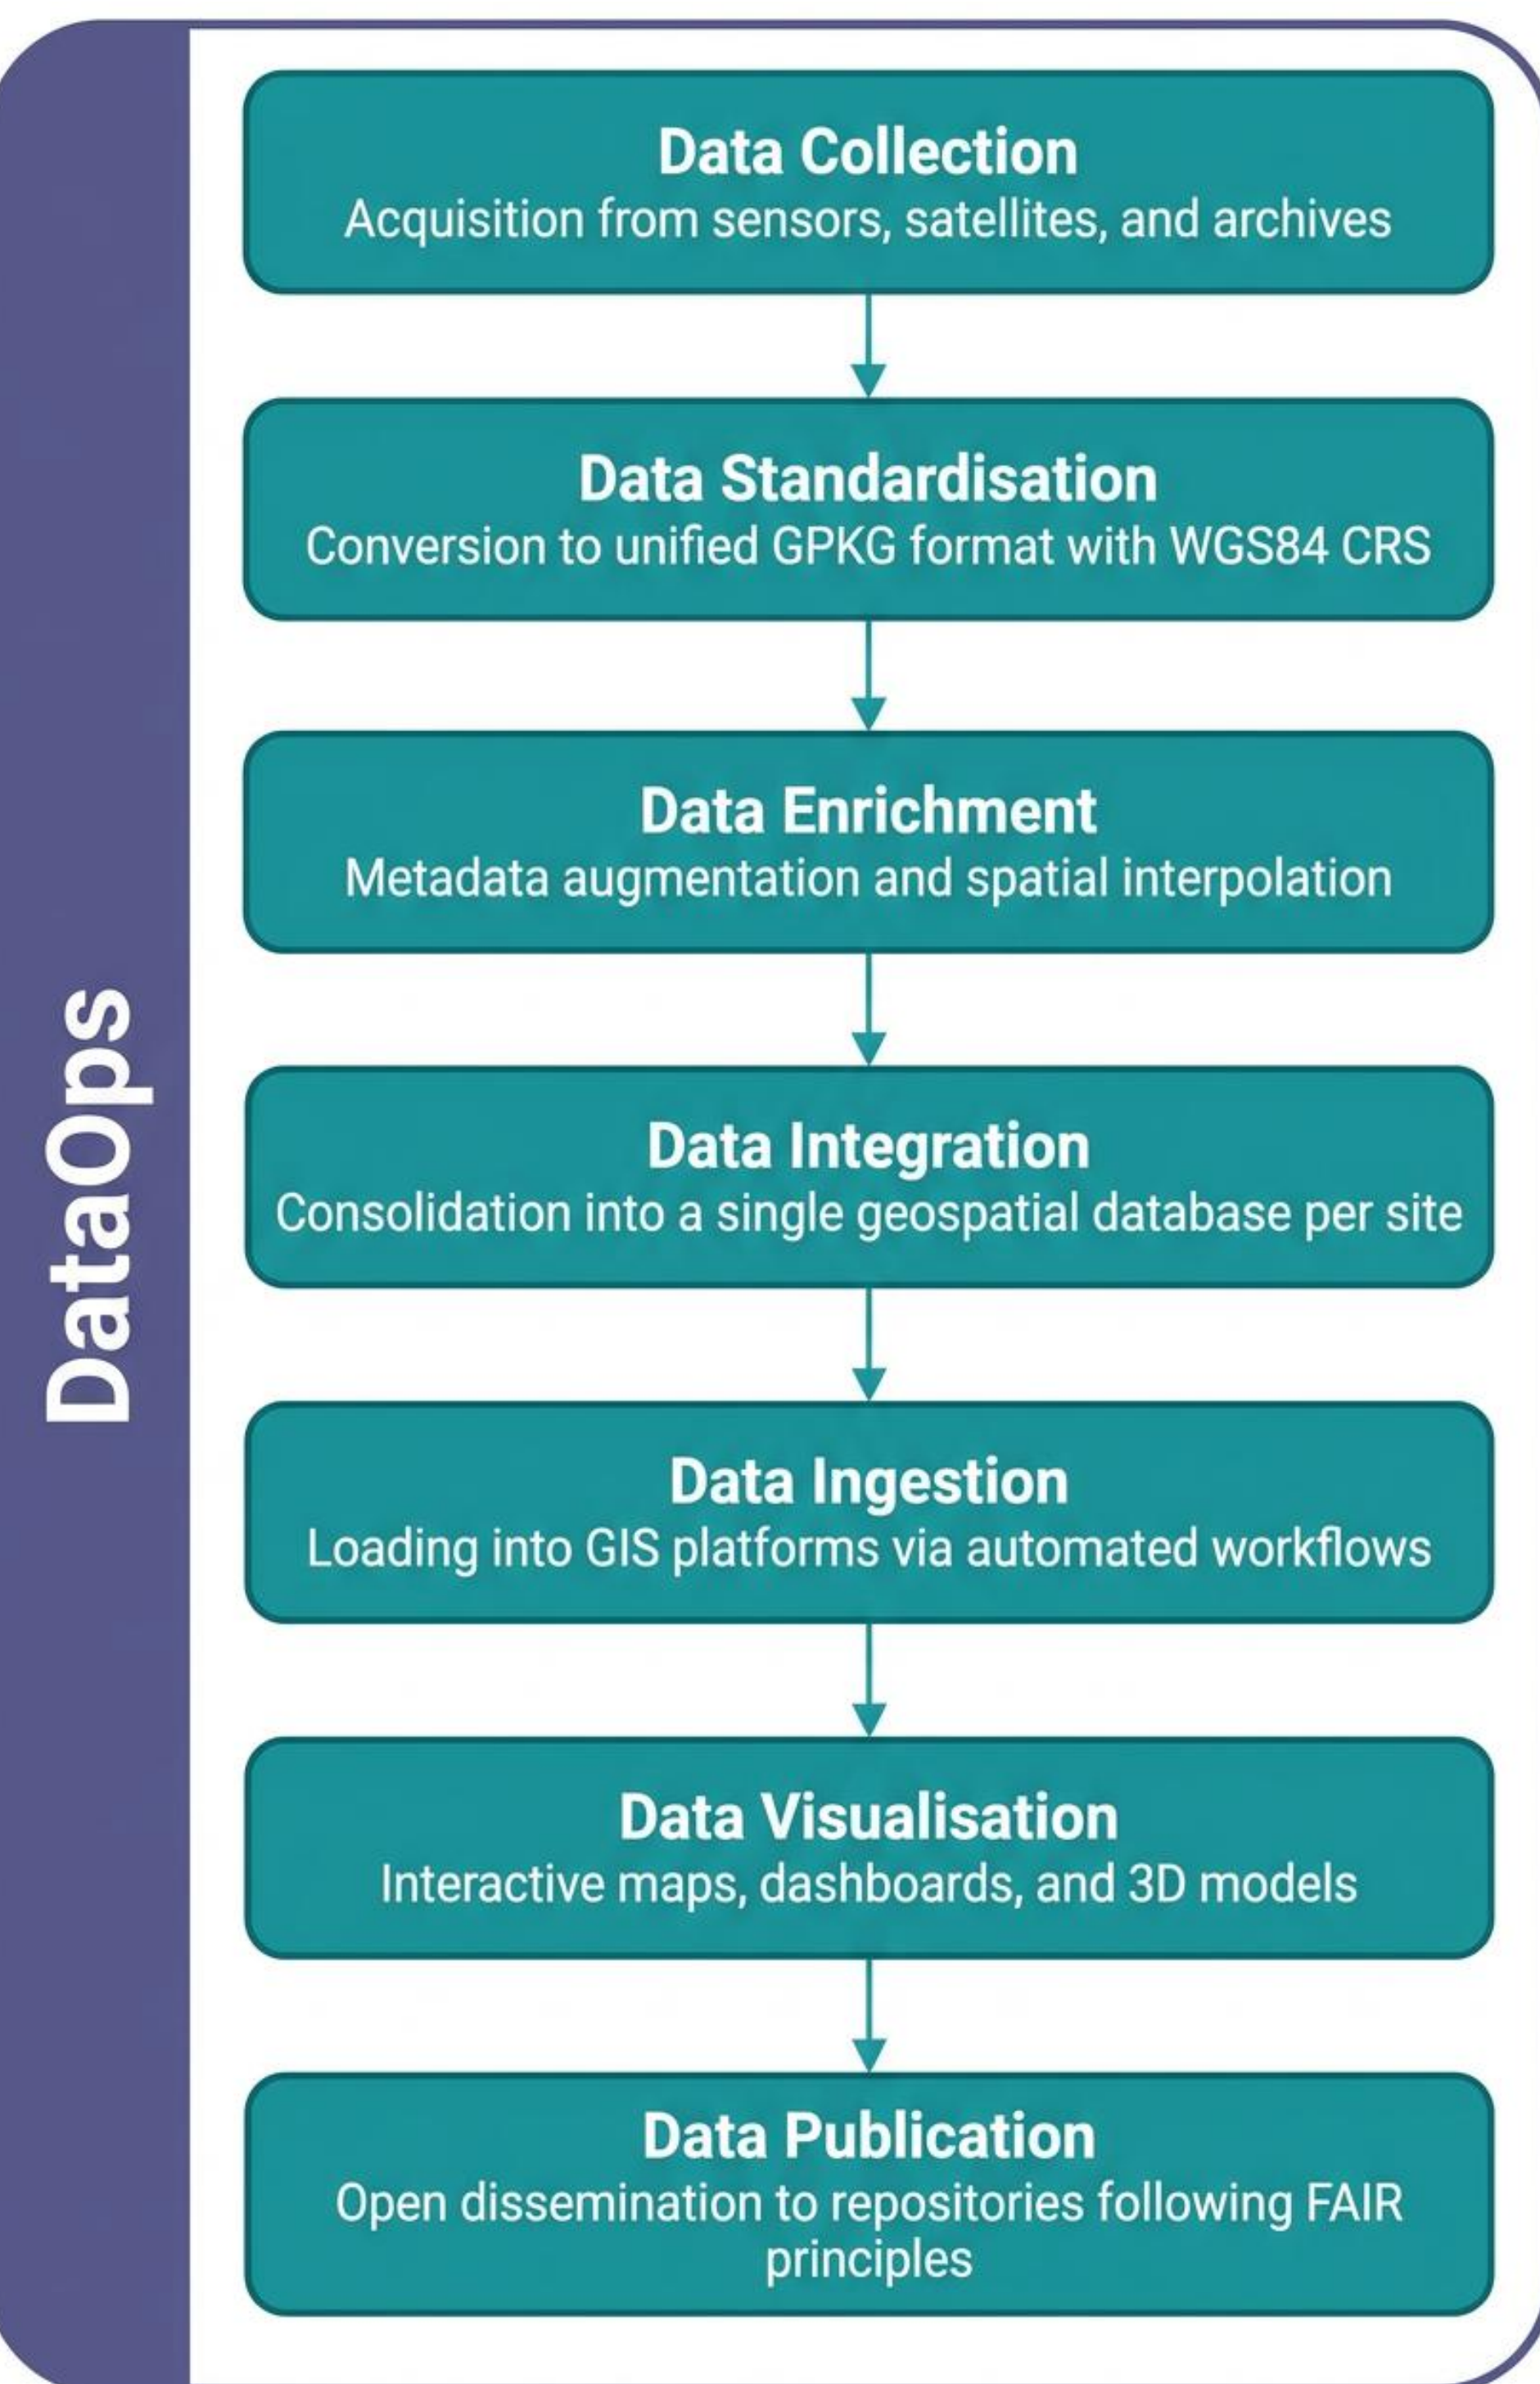 DataOps
Data Collection
Acquisition from sensors, satellites, and archives
Data Standardisation
Conversion to unified GPKG format with WGS84 CRS
Data Enrichment
Metadata augmentation and spatial interpolation
Data Integration
Consolidation into a single geospatial database per site
Data Ingestion
Loading into GIS platforms via automated workflows
Data Visualisation
Interactive maps, dashboards, and 3D models
Data Publication
Open dissemination to repositories following FAIR
principles